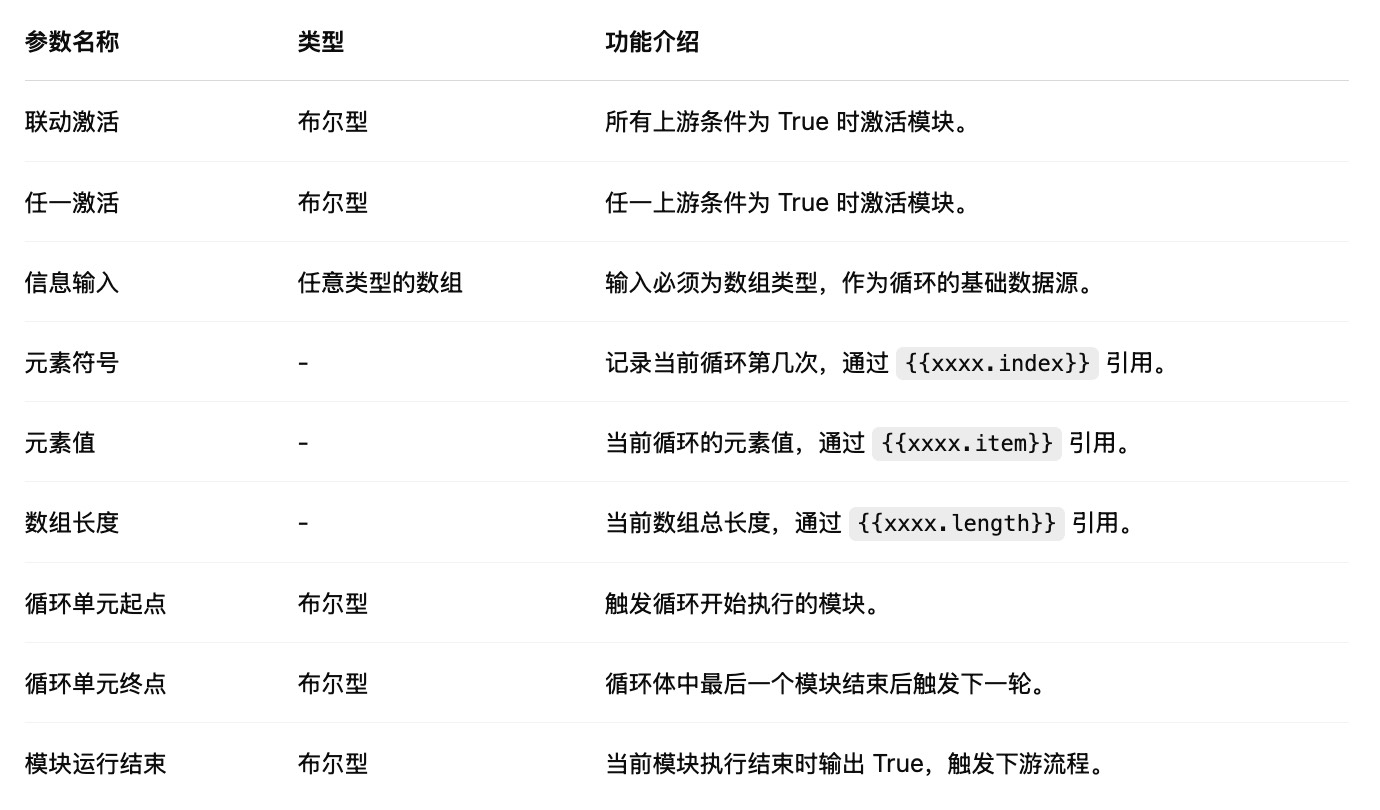 参数名称 类型 功能介绍
联动激活 布尔型 所有上游条件为 True 时激活模块。
任一激活 布尔型 任一上游条件为 True 时激活模块。
信息输入 任意类型的数组 输入必须为数组类型，作为循环的基础数据源。
元素符号 - 记录当前循环第几次，通过 {{xxxx.index}} 引用。
元素值 - 当前循环的元素值，通过 {{xxxx.item}} 引用。
数组长度 - 当前数组总长度，通过 {{xxxx.length}} 引用。
循环单元起点 布尔型 触发循环开始执行的模块。
循环单元终点 布尔型 循环体中最后一个模块结束后触发下一轮。
模块运行结束 布尔型 当前模块执行结束时输出 True，触发下游流程。